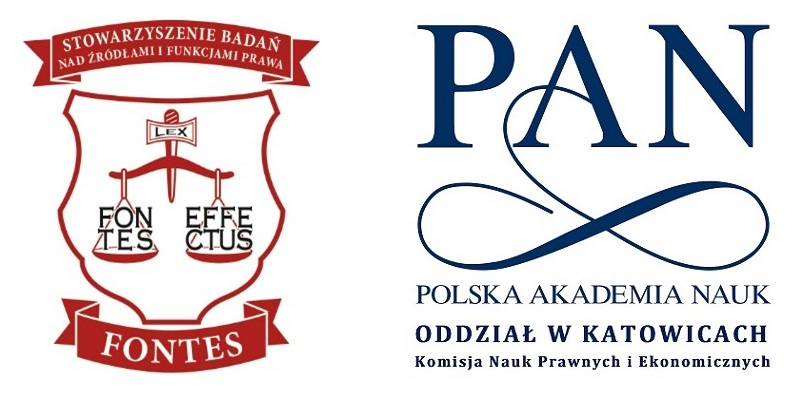 STOWARZYSZENIE BADAŃ
NAD ŹRÓDŁAMI I FUNKCJAMI PRAWA
LEX
FON
TES
EFFE
CTUS
FONTES
PAN
POLSKA AKADEMIA NAUK
ODDZIAŁ W KATOWICACH
Komisja Nauk Prawnych i Ekonomicznych